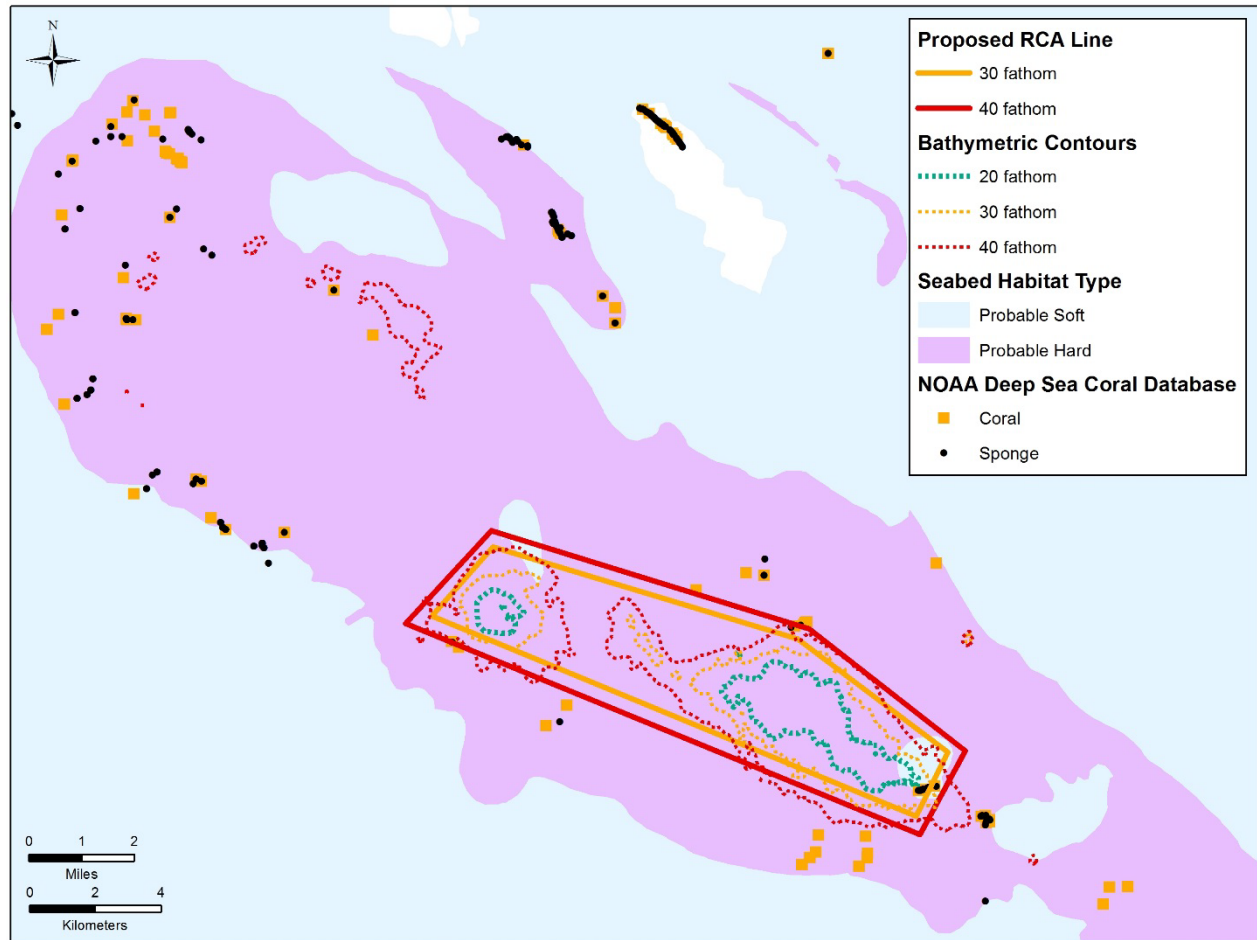 N
Proposed RCA Line
30 fathom
40 fathom
Bathymetric Contours
20 fathom
30 fathom
40 fathom
Seabed Habitat Type
Probable Soft
Probable Hard
NOAA Deep Sea Coral Database
Coral
Sponge
0 1 2
Miles
0 2 4
Kilometers